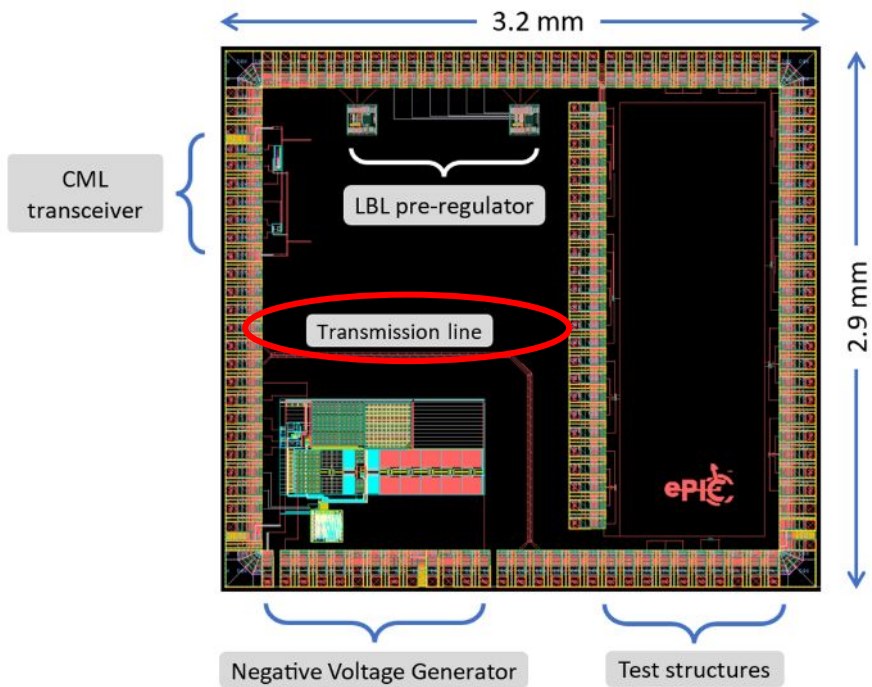 3.2 mm
CML
transceiver
LBL pre-regulator
2.9 mm
Transmission line
ePIC
Negative Voltage Generator
Test structures